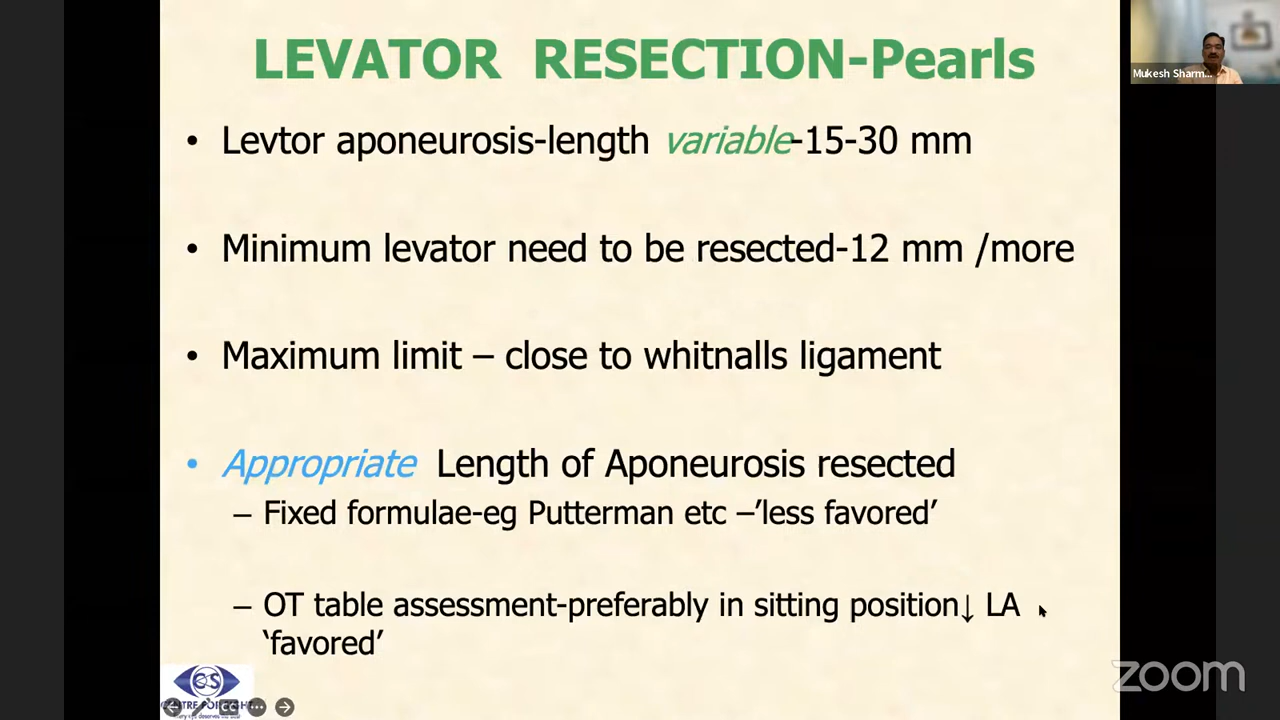 LEVATOR RESECTION-Pearls
Mukesh Sharm...
• Levtor aponeurosis-length variable-15-30 mm
• Minimum levator need to be resected-12 mm /more
• Maximum limit – close to whitnalls ligament
• Appropriate Length of Aponeurosis resected
– Fixed formulae-eg Putterman etc –’less favored’
– OT table assessment-preferably in sitting position↓ LA
‘favored’
zoom